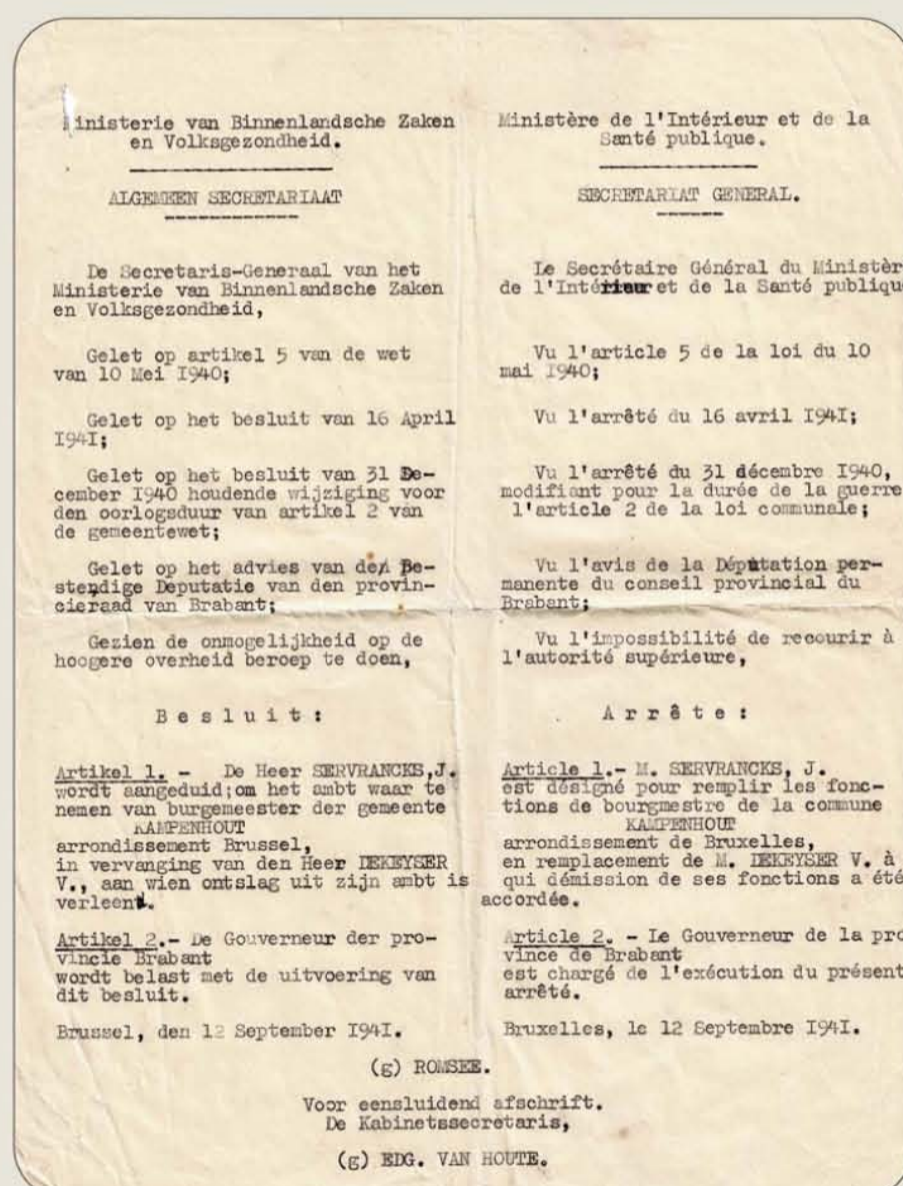 Ministerie van Binnenlandsche Zaken
en Volksgezondheid.
ALGEMEEN SECRETARIAAT
De Secretaris-Generaal van het
Ministerie van Binnenlandsche Zaken
en Volksgezondheid,
Gelet op artikel 5 van de wet
van 10 Mei I940;
Gelet op het besluit van 16 April
I94I;
Gelet op het besluit van 31 De-
cember I940 houdende wijziging voor
den oorlogsduur van artikel 2 van
de gemeentewet;
Gelet op het advies van den Be-
stendige Deputatie van den provin-
cieraad van Brabant;
Gezien de onmogelijkheid op de
hoogere overheid beroep te doen,
B e s l u i t :
Artikel 1. - De Heer SERVRANCKS,J.
wordt aangeduid;om het ambt waar te
nemen van burgemeester der gemeente
KAMPENHOUT
arrondissement Brussel,
in vervanging van den Heer DEKEYSER
V., aan wien ontslag uit zijn ambt is
verleent.
Artikel 2.- De Gouverneur der pro-
vincie Brabant
wordt belast met de uitvoering van
dit besluit.
Brussel, den 12 September I94I.
Ministère de l'Intérieur et de la
Santé publique.
SECRETARIAT GENERAL.
Le Secrétaire Général du Ministèr
de l'Intérieur et de la Santé publique
Vu l'article 5 de la loi du 10
mai I940;
Vu l'arrêté du 16 avril I94I;
Vu l'arrêté du 31 décembre I940,
modifiant pour la durée de la guerre
l'article 2 de la loi communale;
Vu l'avis de la Députation per-
manente du conseil provincial du
Brabant;
Vu l'impossibilité de recourir à
l'autorité supérieure,
A r r ê t e :
Article 1.- M. SERVRANCKS, J.
est désigné pour remplir les fonc-
tions de bourgmestre de la commune
KAMPENHOUT
arrondissement de Bruxelles,
en remplacement de M. DEKEYSER V. à
qui démission de ses fonctions a été
accordée.
Article 2. - Le Gouverneur de la pro
vince de Brabant
est chargé de l'exécution du présent
arrêté.
Bruxelles, le 12 Septembre I94I.
(g) ROMSEE.
Voor eensluidend afschrift.
De Kabinetssecretaris,
(g) EDG. VAN HOUTE.